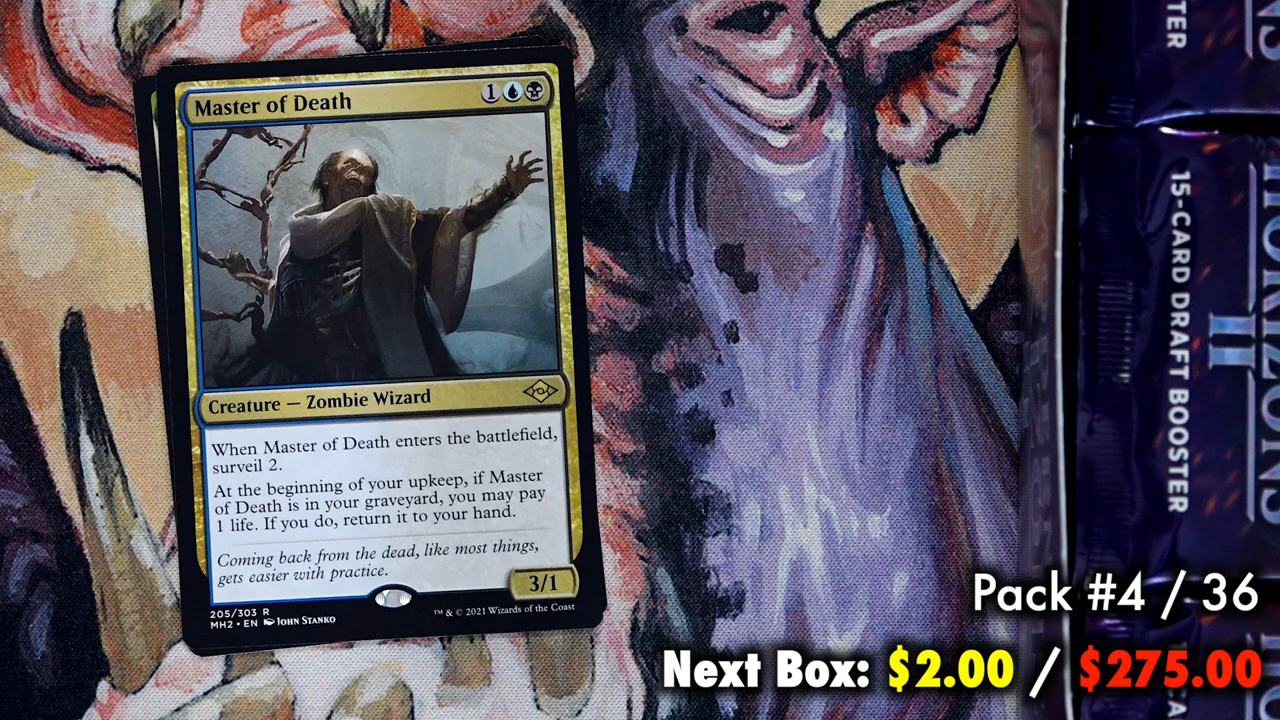 Master of Death
1
Creature — Zombie Wizard
When Master of Death enters the battlefield,
surveil 2.
At the beginning of your upkeep, if Master
of Death is in your graveyard, you may pay
1 life. If you do, return it to your hand.
Coming back from the dead, like most things,
gets easier with practice.
3/1
205/303 R
MH2 • EN JOHN STANKO
™ & © 2021 Wizards of the Coast
15-CARD DRAFT BOOSTER
HORIZONS
II
Pack #4 / 36
Next Box: $2.00 / $275.00